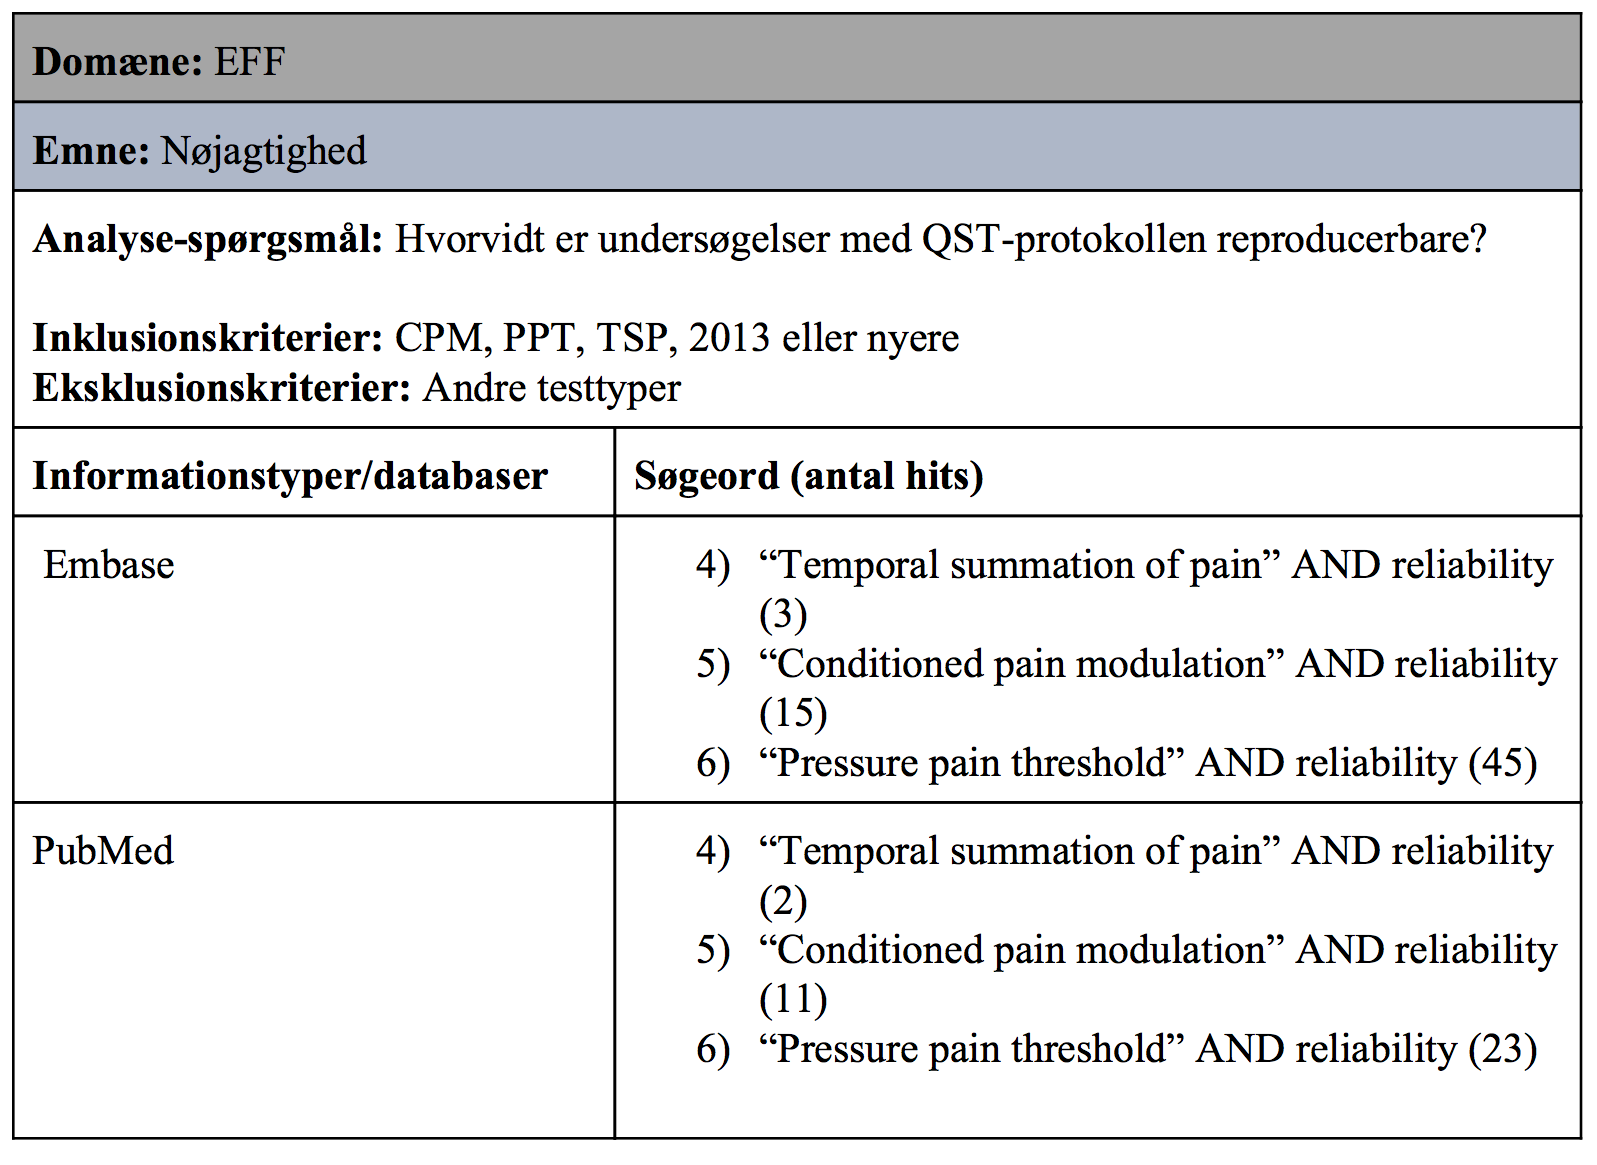 Domæne: EFF
Emne: Nøjagtighed
Analyse-spørgsmål: Hvorvidt er undersøgelser med QST-protokollen reproducerbare?
Inklusionskriterier: CPM, PPT, TSP, 2013 eller nyere
Eksklusionskriterier: Andre testtyper
Informationstyper/databaser
Søgeord (antal hits)
Embase
4) “Temporal summation of pain” AND reliability
(3)
5) “Conditioned pain modulation” AND reliability
(15)
6) “Pressure pain threshold” AND reliability (45)
PubMed
4) “Temporal summation of pain” AND reliability
(2)
5) “Conditioned pain modulation” AND reliability
(11)
6) “Pressure pain threshold” AND reliability (23)